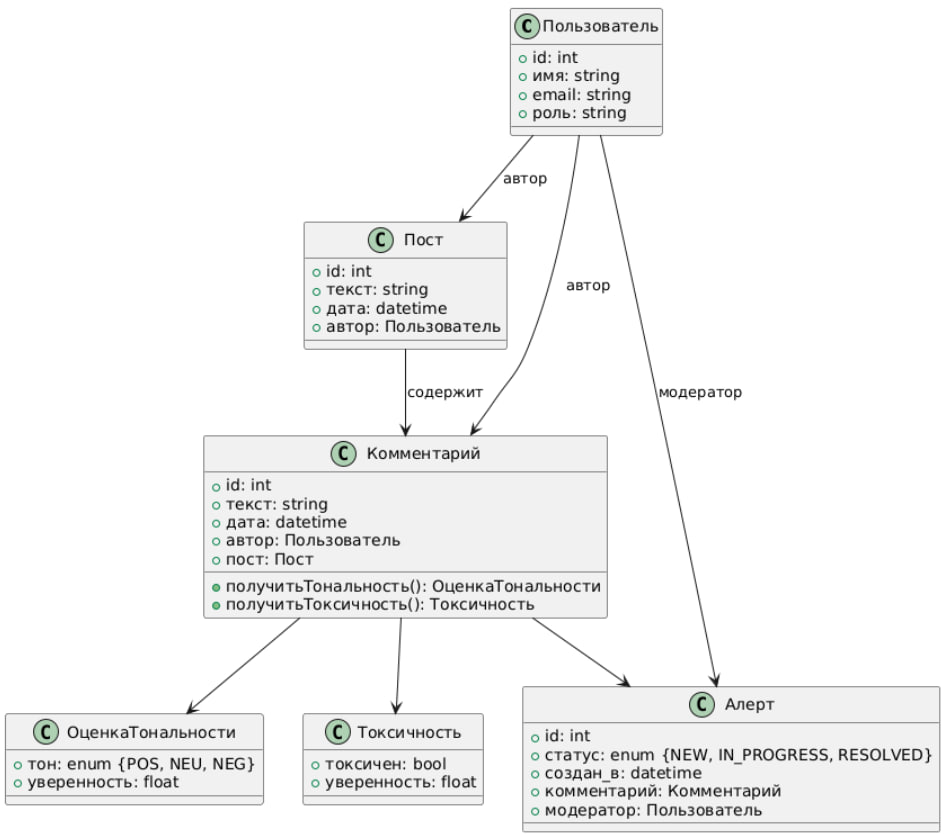 C Пользователь
id: int
имя: string
email: string
роль: string
автор
C Пост
id: int
текст: string
дата: datetime
автор: Пользователь
автор
содержит
модератор
C Комментарий
id: int
текст: string
дата: datetime
автор: Пользователь
пост: Пост
получитьТональность(): ОценкаТональности
получитьТоксичность(): Токсичность
C ОценкаТональности
тон: enum {POS, NEU, NEG}
уверенность: float
C Токсичность
токсичен: bool
уверенность: float
C Алерт
id: int
статус: enum {NEW, IN_PROGRESS, RESOLVED}
создан_в: datetime
комментарий: Комментарий
модератор: Пользователь